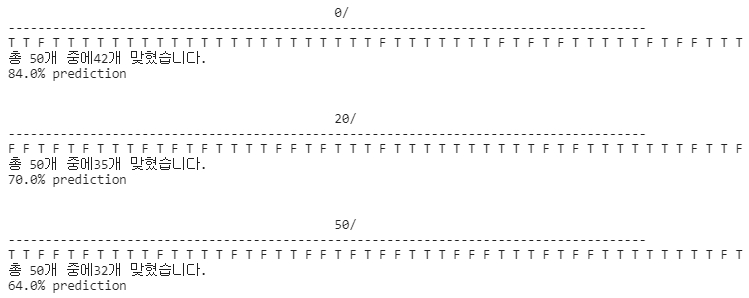 0/
--------------------------------------------------------------------------------------
T T F T T T T T T T T T T T T T T T T T T T T T T F T T T T T T T F T F T F T T T T T F T F F T T T
총 50개 중에42개 맞혔습니다.
84.0% prediction
20/
--------------------------------------------------------------------------------------
F F T F T F T T T F T F T F T T T T F F T F T T T F T T T T T T T T T T F T F T T T T T T T F T T F
총 50개 중에35개 맞혔습니다.
70.0% prediction
50/
--------------------------------------------------------------------------------------
총 50개 중에32개 맞혔습니다.
64.0% prediction